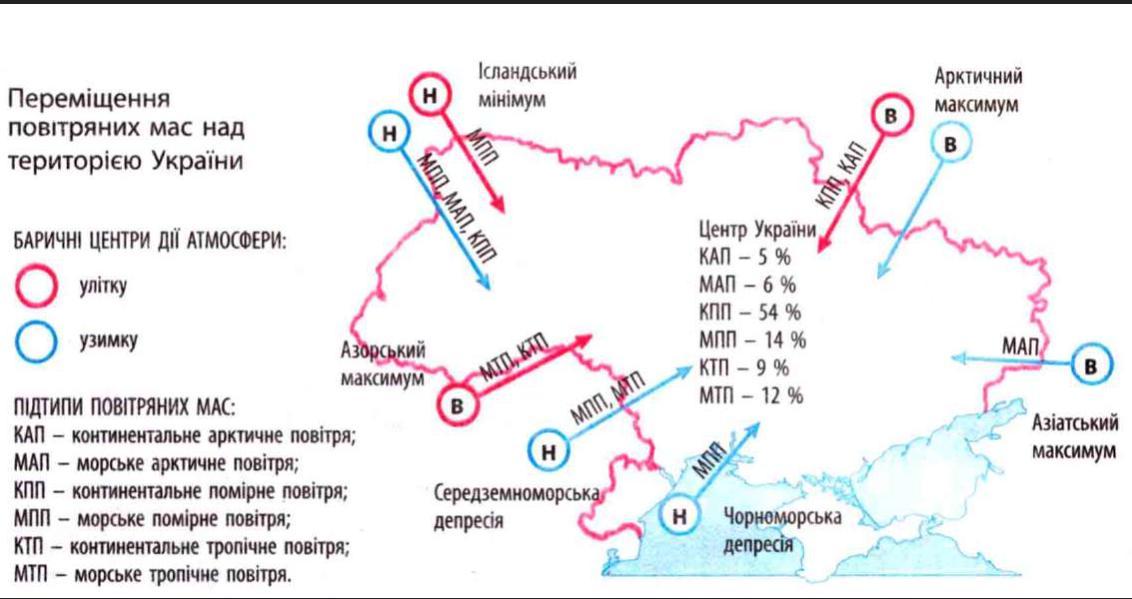 Переміщення
повітряних мас над
територією України
БАРИЧНІ ЦЕНТРИ ДІЇ АТМОСФЕРИ:
улітку
узимку
ПІДТИПИ ПОВІТРЯНИХ МАС:
КАП – континентальне арктичне повітря;
МАП – морське арктичне повітря;
КПП – континентальне помірне повітря;
МПП – морське помірне повітря;
КТП – континентальне тропічне повітря;
МТП – морське тропічне повітря.
Н
Ісландський
мінімум
МПП
Н
МПП, МАП, КПП
Арктичний
максимум
В
В
КПП, КАП
Центр України
КАП – 5 %
МАП – 6 %
КПП – 54 %
МПП – 14 %
КТП – 9 %
МТП – 12 %
Азорський
максимум
В
МТП, КТП
МПП, МТП
Н
Середземноморська
депресія
МПП
Н
Чорноморська
депресія
МАП
В
Азіатський
максимум